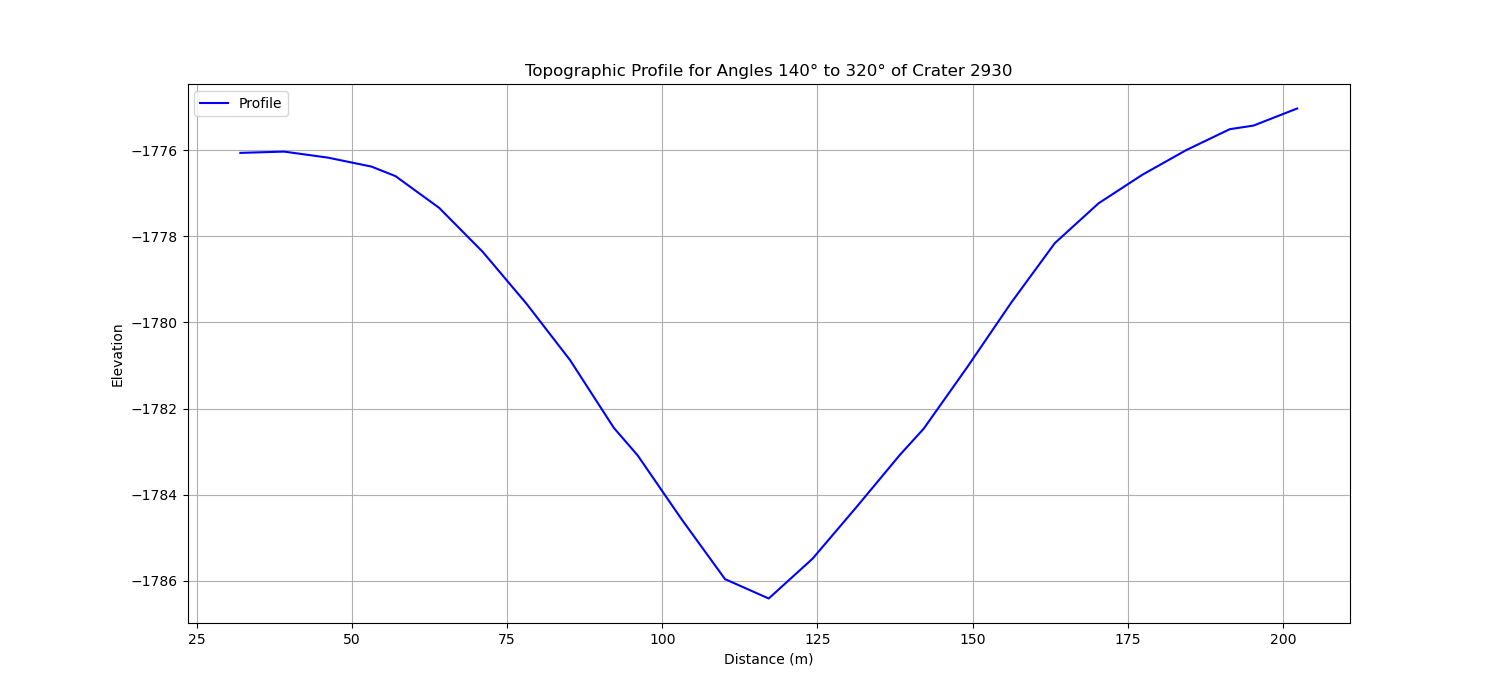 Topographic Profile for Angles 140° to 320° of Crater 2930
Profile
−1776
−1778
−1780
−1782
−1784
−1786
Elevation
25 50 75 100 125 150 175 200
Distance (m)